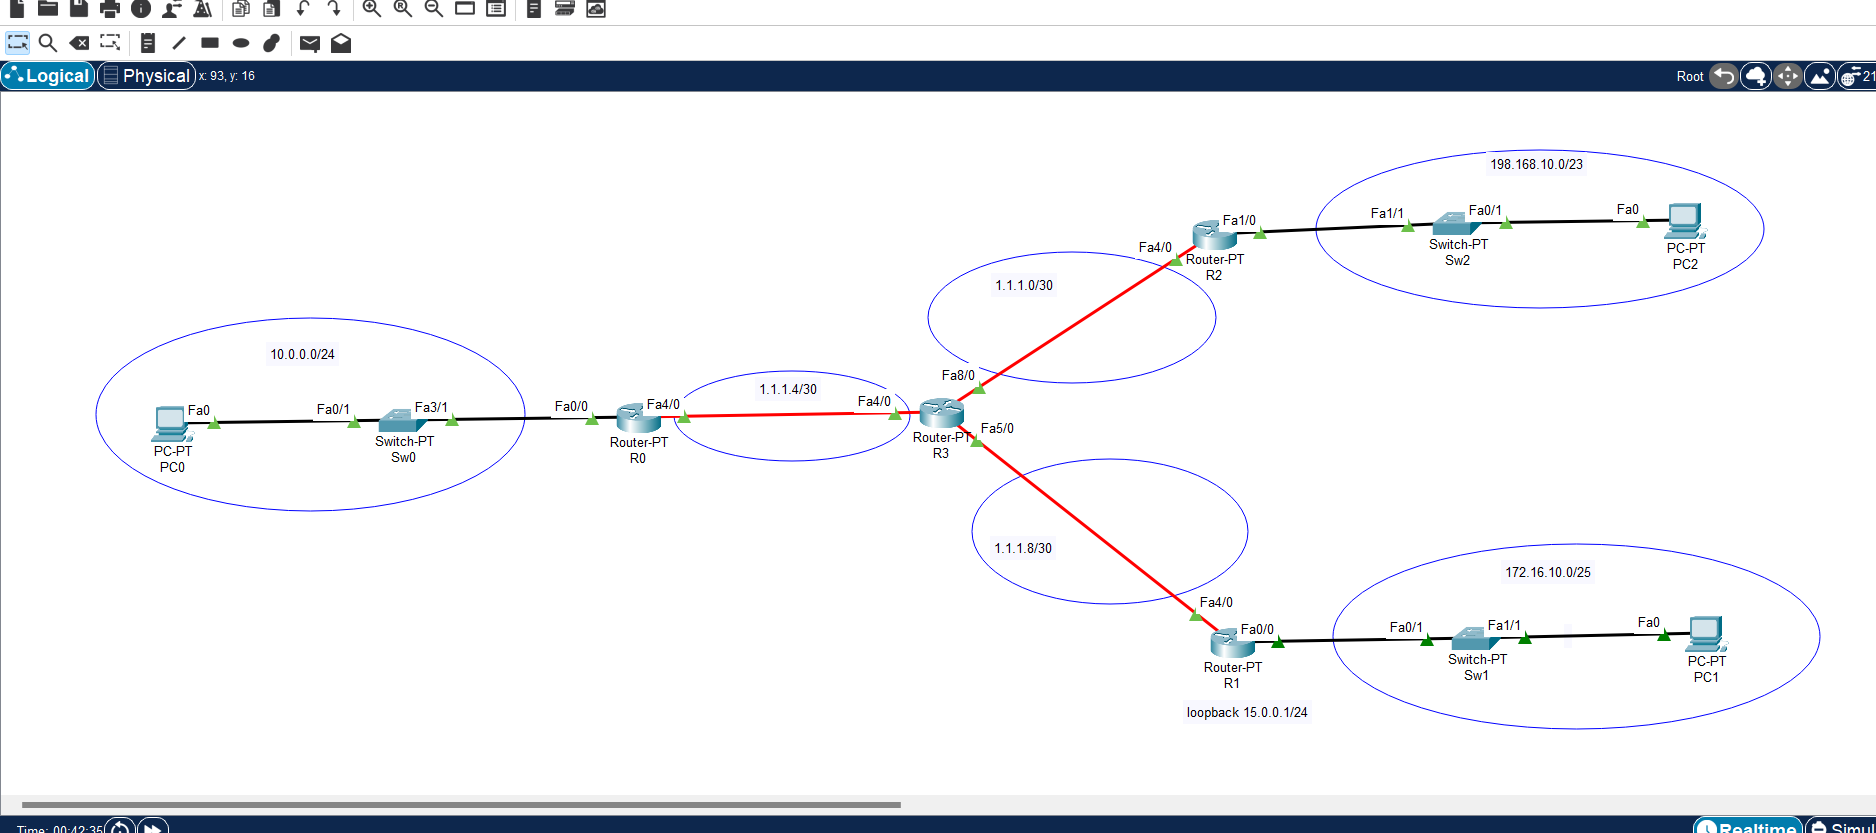 Logical
Physical
x: 93, y: 16
Root
21
198.168.10.0/23
Fa1/0
Fa1/1
Fa0/1
Fa0
Fa4/0
Router-PT
R2
Switch-PT
Sw2
PC-PT
PC2
1.1.1.0/30
10.0.0.0/24
Fa8/0
1.1.1.4/30
Fa0
Fa0/1
Fa3/1
Fa0/0
Fa4/0
Fa4/0
Fa5/0
PC-PT
PC0
Switch-PT
Sw0
Router-PT
R0
Router-PT
R3
1.1.1.8/30
172.16.10.0/25
Fa4/0
Fa0/0
Fa0/1
Fa1/1
Fa0
Router-PT
R1
Switch-PT
Sw1
PC-PT
PC1
loopback 15.0.0.1/24
Time: 00:42:35
Realtime
Simul